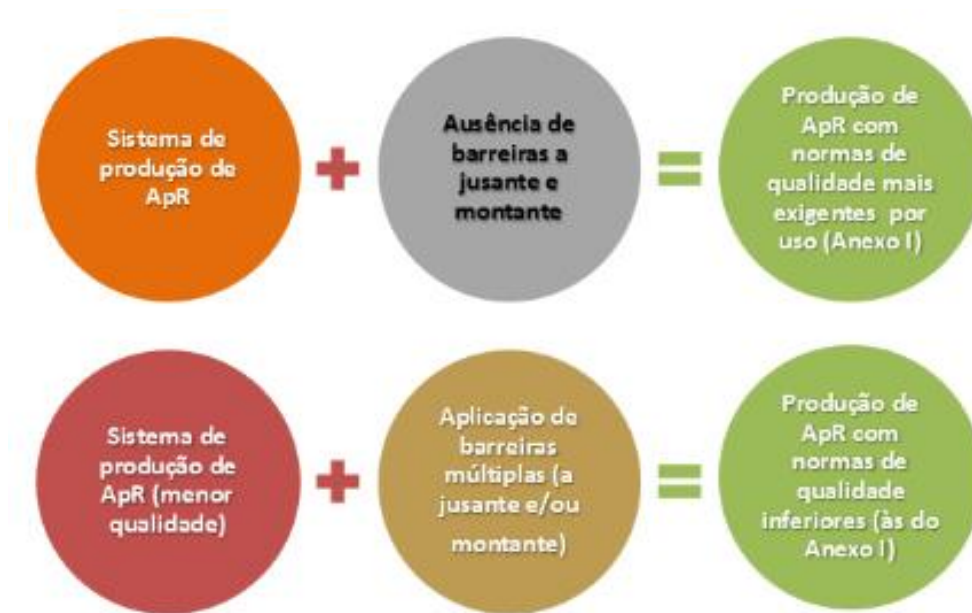 Sistema de
produção de
ApR
+
Ausência de
barreiras a
jusante e
montante
=
Produção de
ApR com
normas de
qualidade mais
exigentes por
uso (Anexo I)
Sistema de
produção de
ApR (menor
qualidade)
+
Aplicação de
barreiras
múltiplas (a
jusante e/ou
montante)
=
Produção de
ApR com
normas de
qualidade
inferiores (às do
Anexo I)